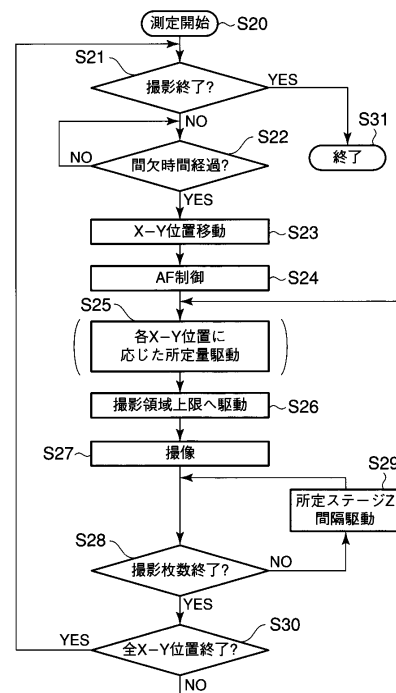 測定開始
S20
S21
撮影終了?
YES
NO
S31
終了
S22
間欠時間経過?
NO
YES
X-Y位置移動
S23
AF制御
S24
S25
各X-Y位置に
応じた所定量駆動
撮影領域上限へ駆動
S26
S27
撮像
S29
所定ステージZ
間隔駆動
S28
撮影枚数終了?
NO
YES
S30
YES
全X-Y位置終了?
NO